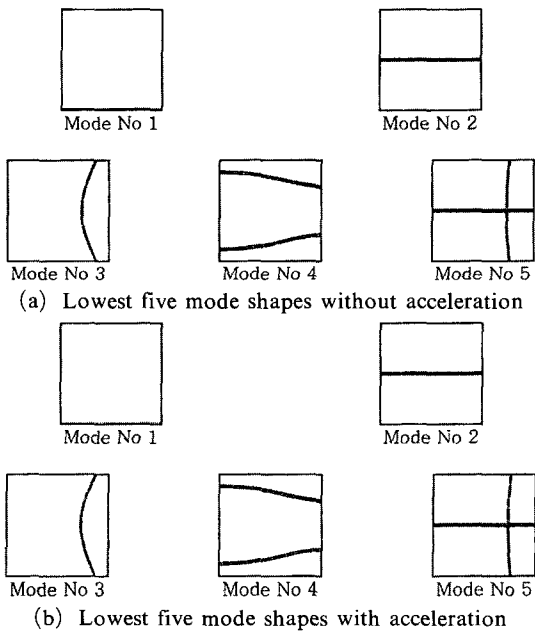 Mode No 1
Mode No 2
Mode No 3
Mode No 4
Mode No 5
(a) Lowest five mode shapes without acceleration
Mode No 1
Mode No 2
Mode No 3
Mode No 4
Mode No 5
(b) Lowest five mode shapes with acceleration